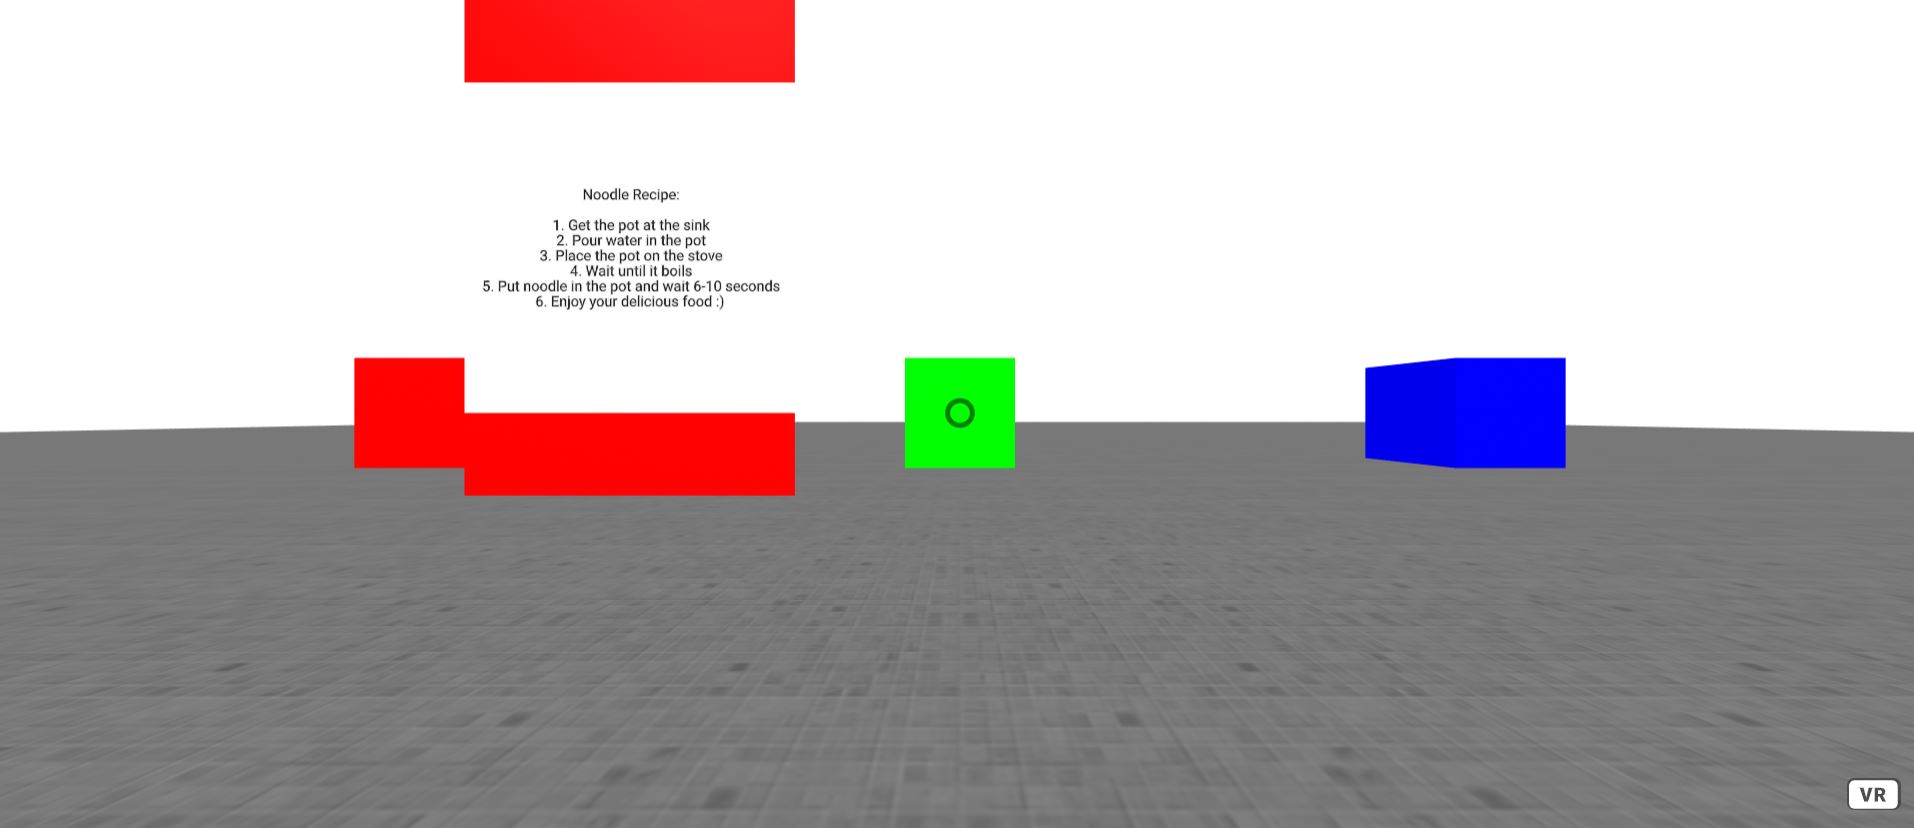 Noodle Recipe:
1. Get the pot at the sink
2. Pour water in the pot
3. Place the pot on the stove
4. Wait until it boils
5. Put noodle in the pot and wait 6-10 seconds
6. Enjoy your delicious food :)
VR